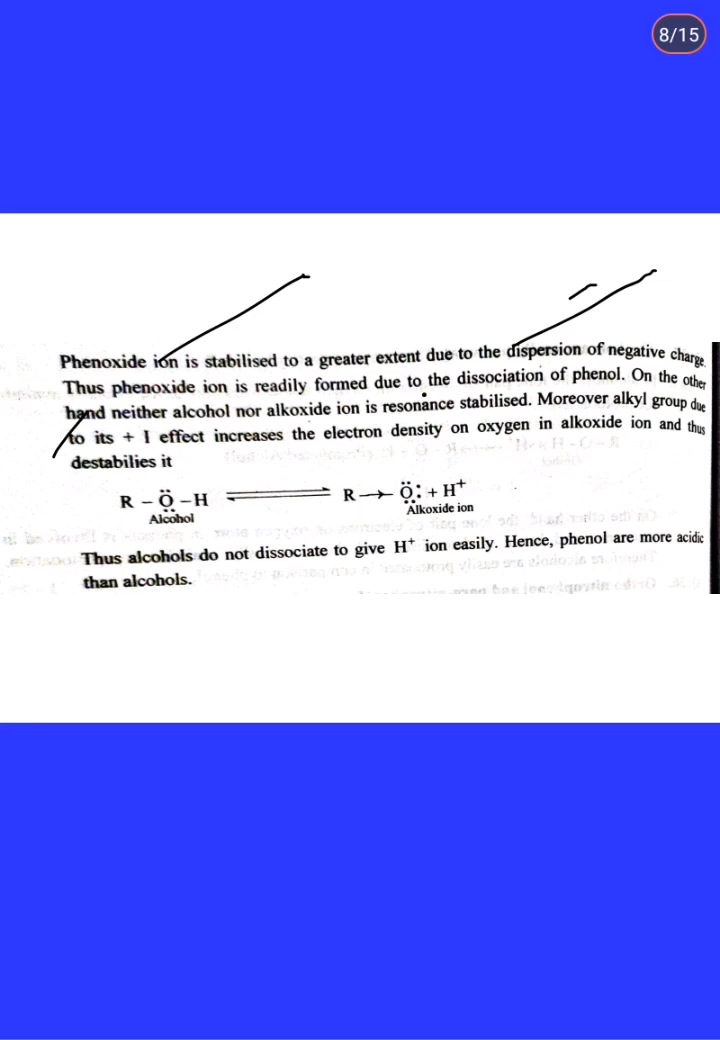 8/15
Phenoxide ion is stabilised to a greater extent due to the dispersion of negative charge.
Thus phenoxide ion is readily formed due to the dissociation of phenol. On the other
hand neither alcohol nor alkoxide ion is resonance stabilised. Moreover alkyl group due
to its + I effect increases the electron density on oxygen in alkoxide ion and thus
destabilies it
R – Ö – H ⇌ R → Ö: + H⁺
Alcohol Alkoxide ion
Thus alcohols do not dissociate to give H⁺ ion easily. Hence, phenol are more acidic
than alcohols.